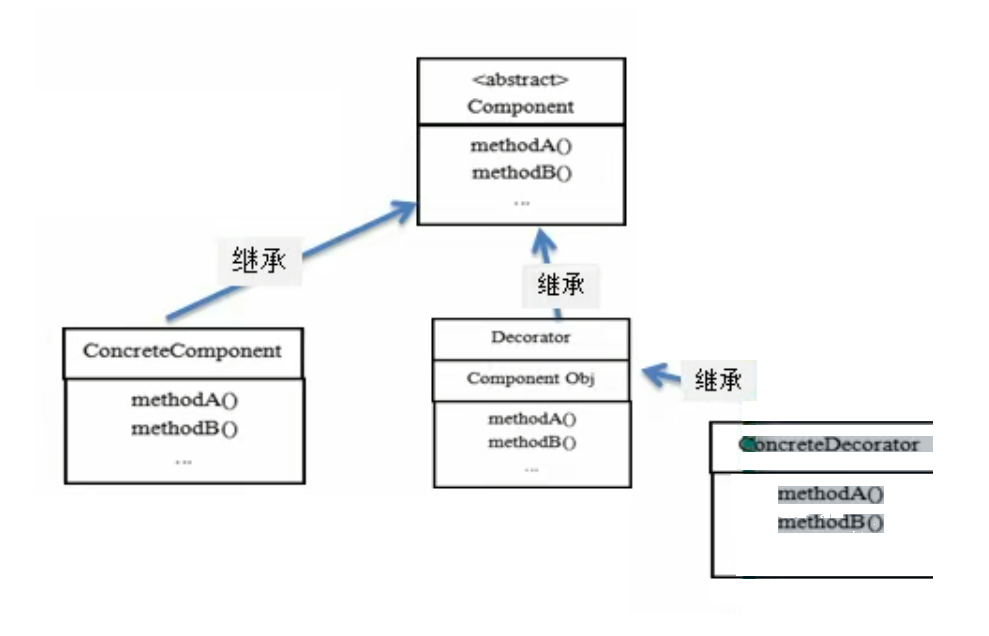 <abstract>
Component
methodA()
methodB()
...
继承
继承
ConcreteComponent
methodA()
methodB()
...
Decorator
Component Obj
methodA()
methodB()
...
继承
ConcreteDecorator
methodA()
methodB()